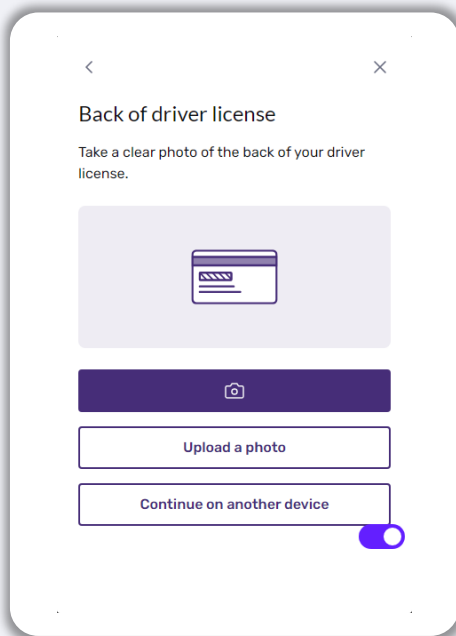 Back of driver license
Take a clear photo of the back of your driver
license.
Upload a photo
Continue on another device